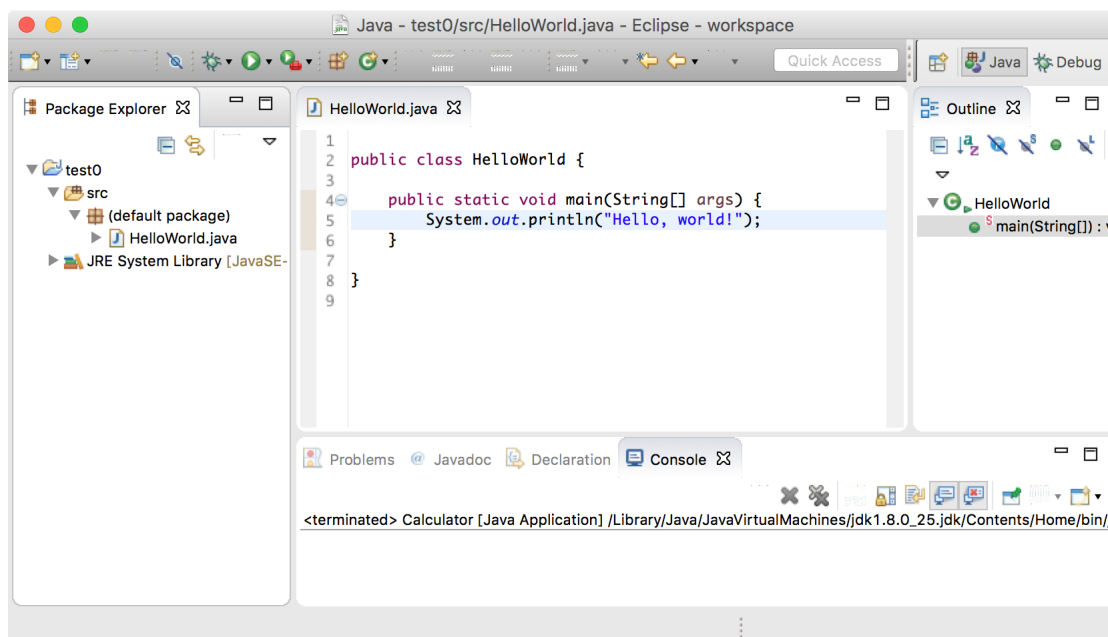 Java - test0/src/HelloWorld.java - Eclipse - workspace
Quick Access
Java
Debug
Package Explorer
test0
src
(default package)
HelloWorld.java
JRE System Library [JavaSE-
HelloWorld.java
1
2 public class HelloWorld {
3
4 public static void main(String[] args) {
5 System.out.println("Hello, world!");
6 }
7
8 }
9
Outline
HelloWorld
main(String[]) : v
Problems @ Javadoc Declaration Console
<terminated> Calculator [Java Application] /Library/Java/JavaVirtualMachines/jdk1.8.0_25.jdk/Contents/Home/bin/